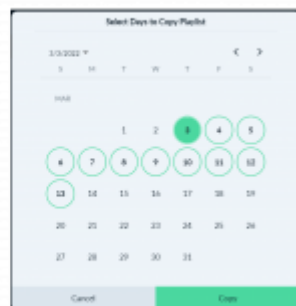 Select Days to Copy Playlist
3/3/2022
S M T W T F S
MAR
1 2 3 4 5
6 7 8 9 10 11 12
13 14 15 16 17 18 19
20 21 22 23 24 25 26
27 28 29 30 31
Cancel Copy